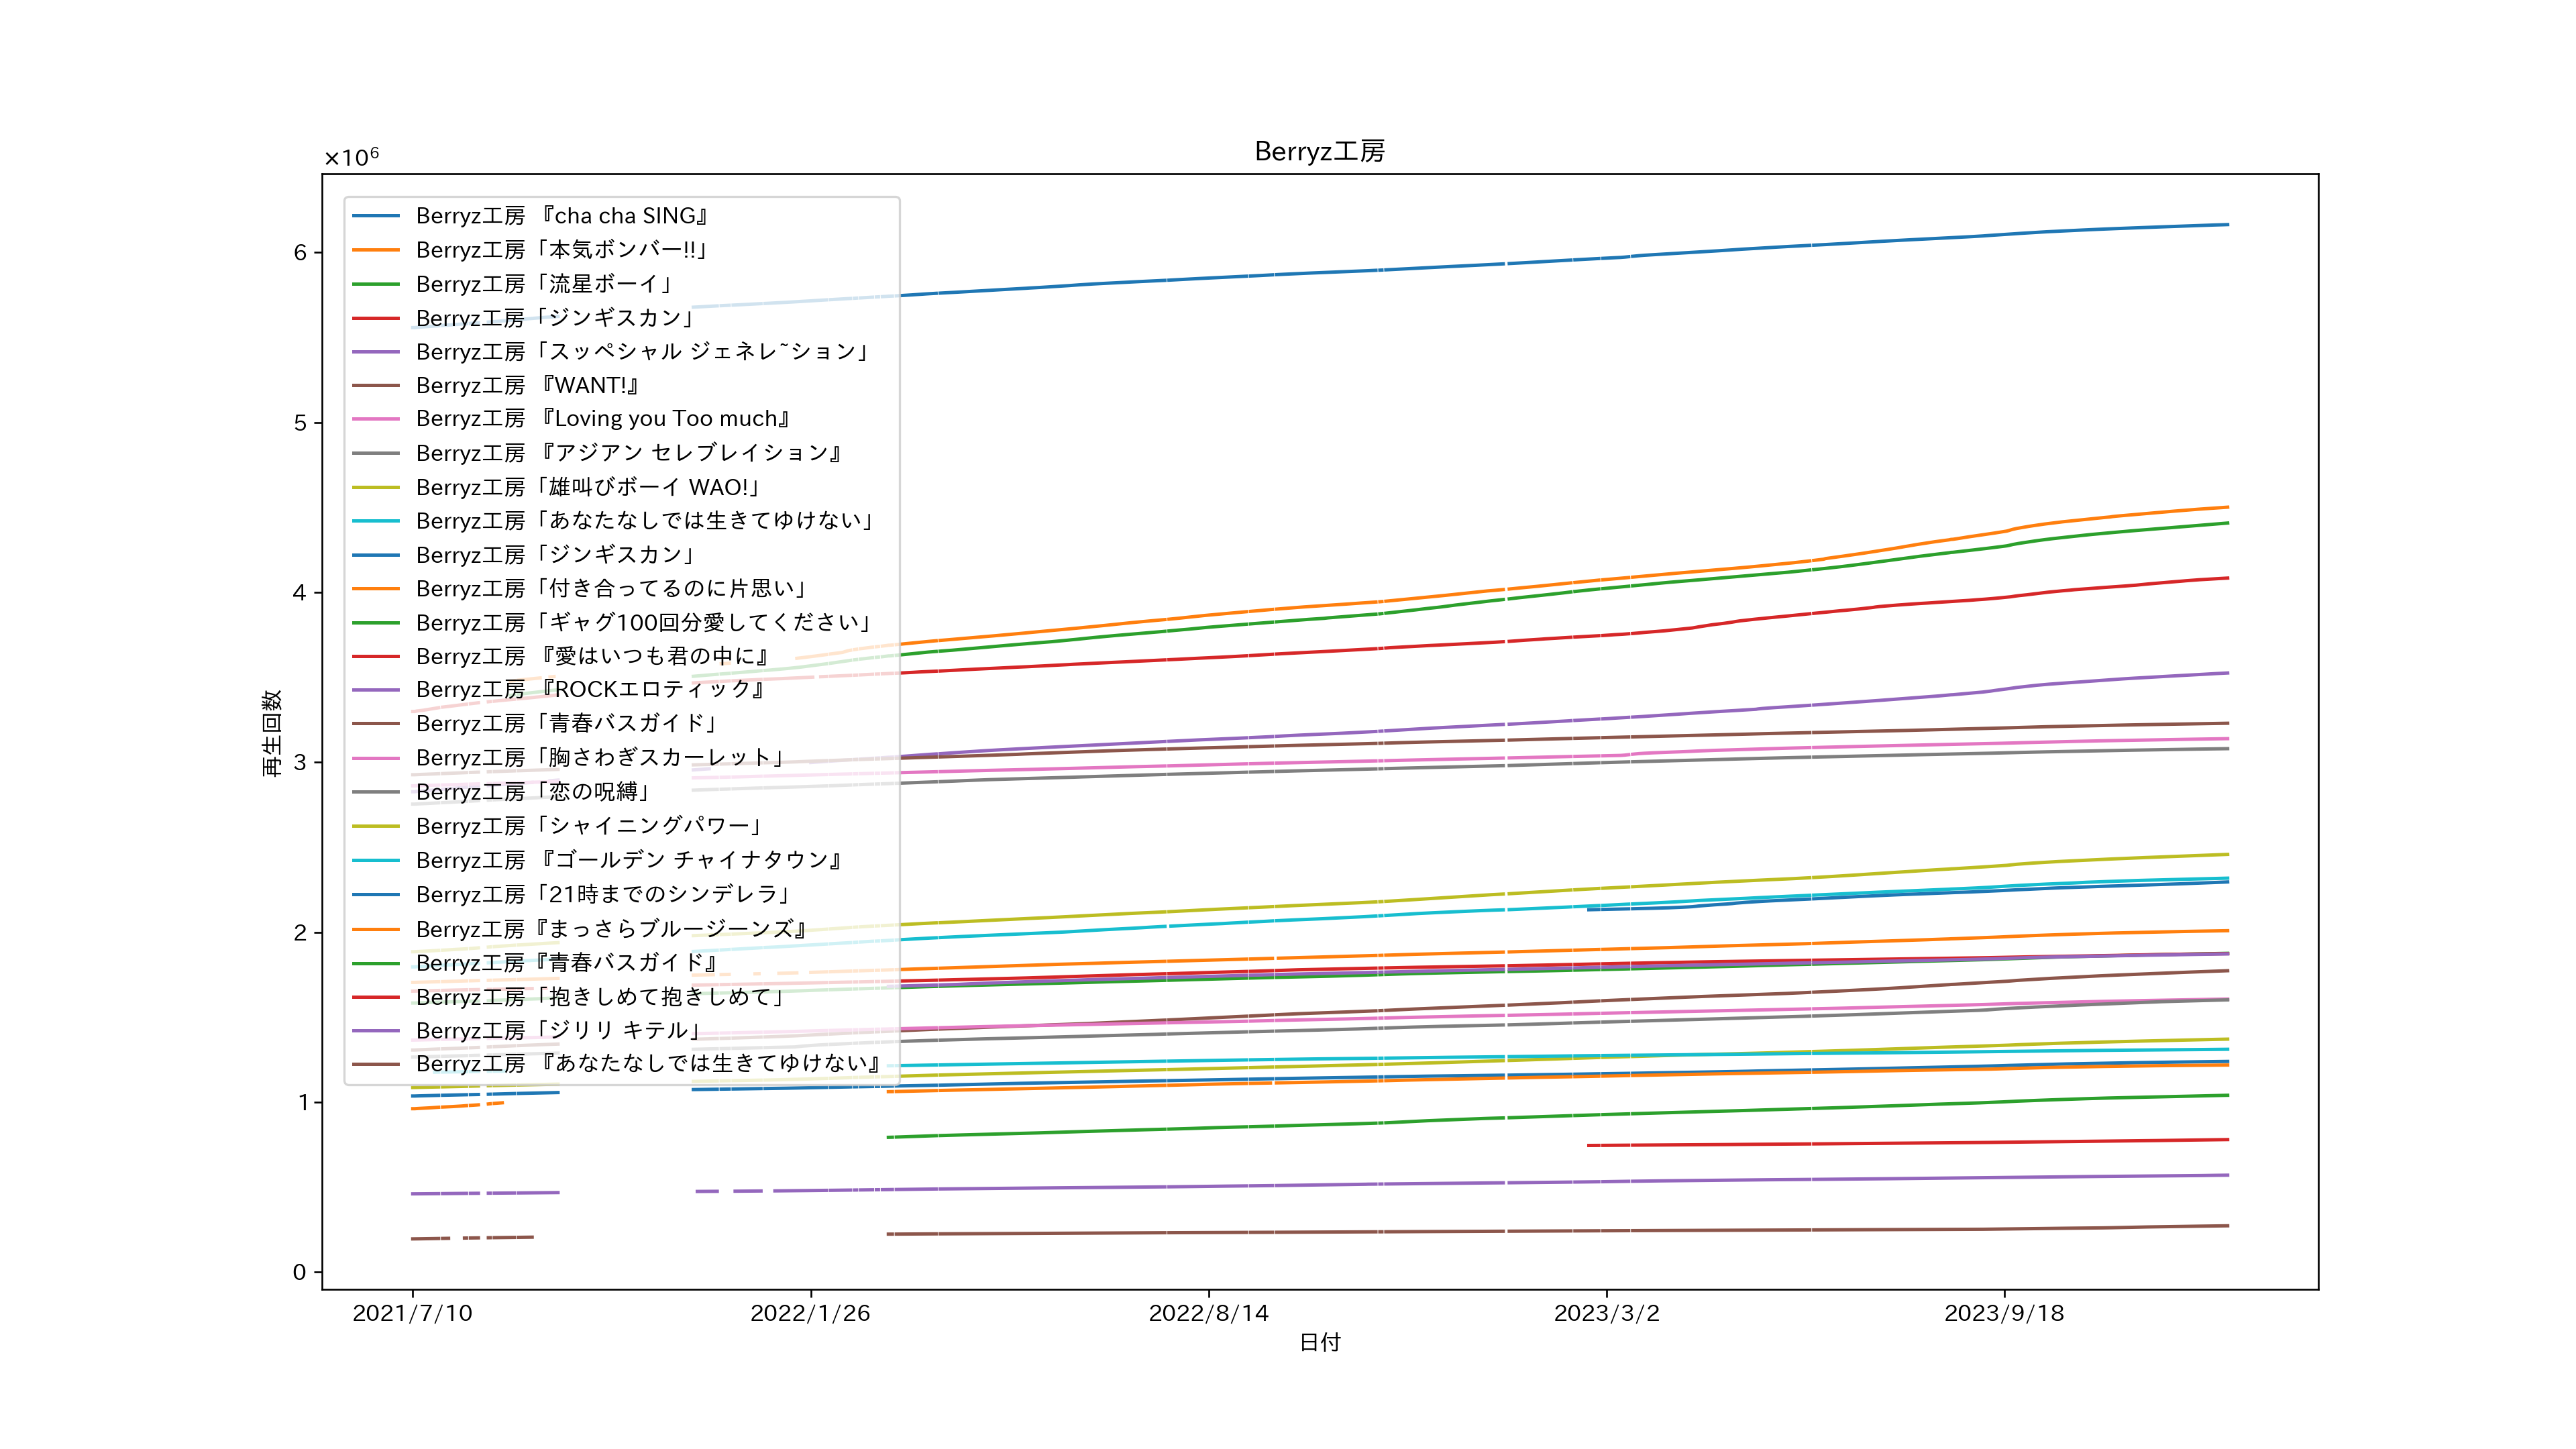 Berryz工房
×10⁶
Berryz工房 『cha cha SING』
Berryz工房「本気ボンバー!!」
Berryz工房「流星ボーイ」
Berryz工房「ジンギスカン」
Berryz工房「スッペシャル ジェネレ~ション」
Berryz工房 『WANT!』
Berryz工房 『Loving you Too much』
Berryz工房 『アジアン セレブレイション』
Berryz工房「雄叫びボーイ WAO!」
Berryz工房「あなたなしでは生きてゆけない」
Berryz工房「ジンギスカン」
Berryz工房「付き合ってるのに片思い」
Berryz工房「ギャグ100回分愛してください」
Berryz工房 『愛はいつも君の中に』
Berryz工房 『ROCKエロティック』
Berryz工房「青春バスガイド」
Berryz工房「胸さわぎスカーレット」
Berryz工房「恋の呪縛」
Berryz工房「シャイニングパワー」
Berryz工房 『ゴールデン チャイナタウン』
Berryz工房「21時までのシンデレラ」
Berryz工房『まっさらブルージーンズ』
Berryz工房『青春バスガイド』
Berryz工房「抱きしめて抱きしめて」
Berryz工房「ジリリ キテル」
Berryz工房 『あなたなしでは生きてゆけない』
6
5
4
3
2
1
0
再生回数
2021/7/10
2022/1/26
2022/8/14
2023/3/2
2023/9/18
日付